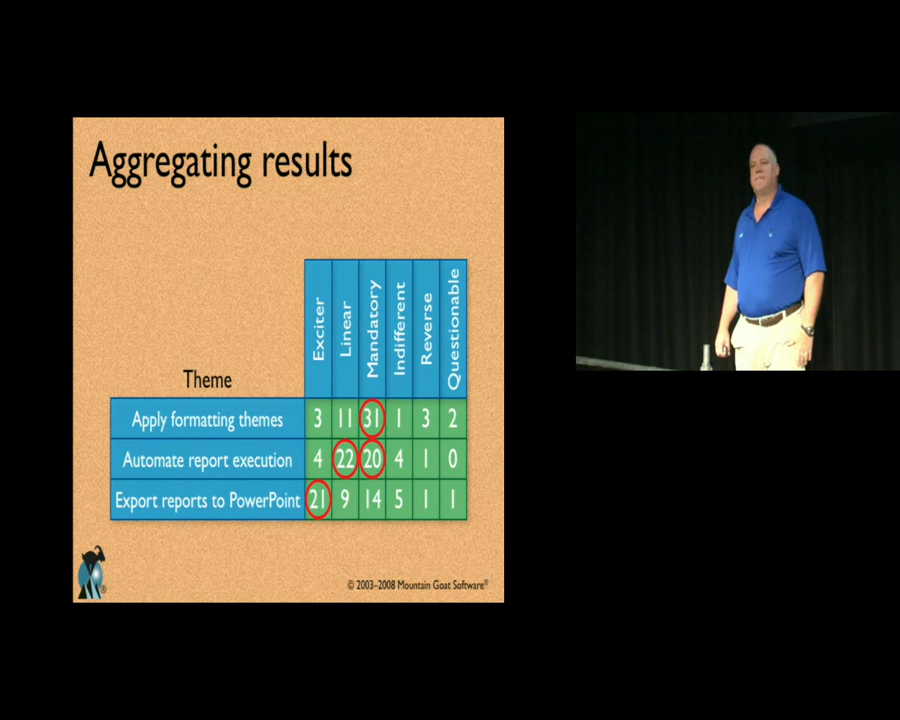 Aggregating results
Theme Exciter Linear Mandatory Indifferent Reverse Questionable
Apply formatting themes 3 11 31 1 3 2
Automate report execution 4 22 20 4 1 0
Export reports to PowerPoint 21 9 14 5 1 1
© 2003–2008 Mountain Goat Software®